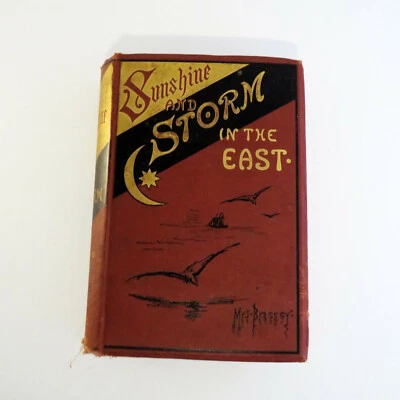 Sunshine
AND
STORM
IN THE
EAST.
Mrs Brassey